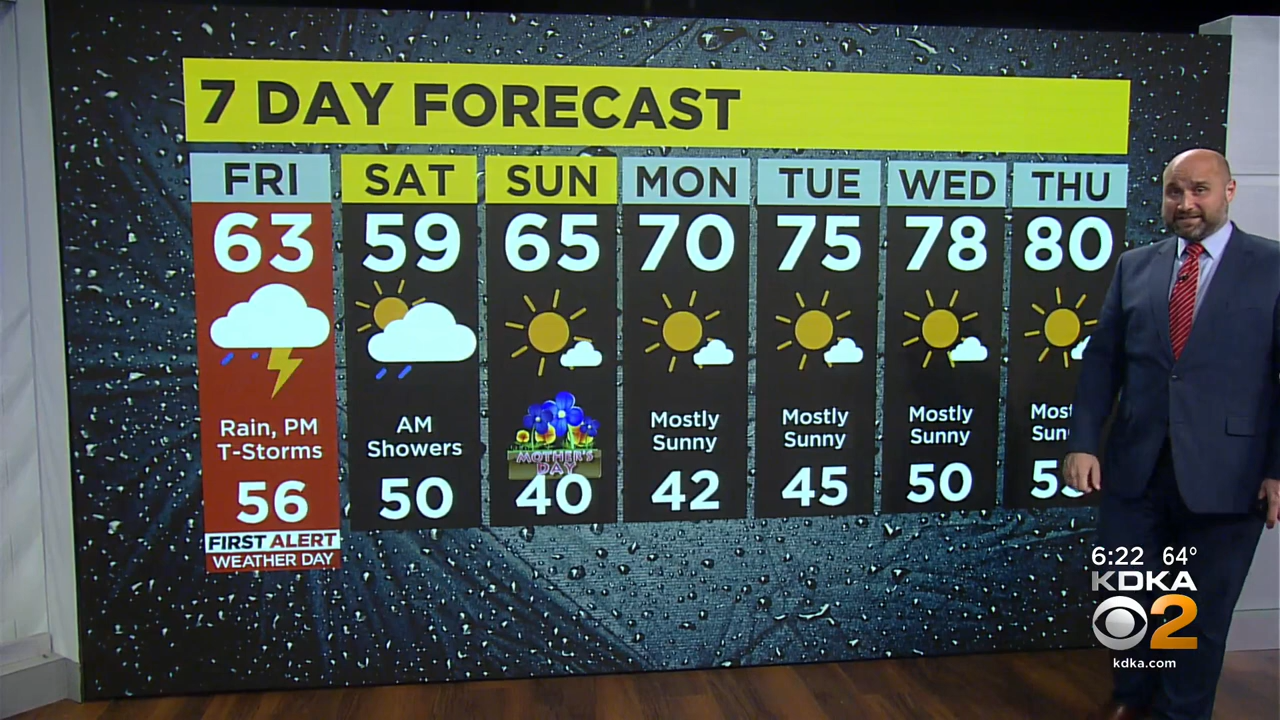 7 DAY FORECAST
FRI SAT SUN MON TUE WED THU
63 59 65 70 75 78 80
Rain, PM
T-Storms
AM
Showers
MOTHER'S
DAY
Mostly
Sunny
Mostly
Sunny
Mostly
Sunny
56 50 40 42 45 50
FIRST ALERT
WEATHER DAY
6:22 64°
KDKA
2
kdka.com